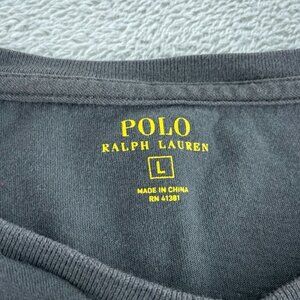 POLO
RALPH LAUREN
L
MADE IN CHINA
RN 41381